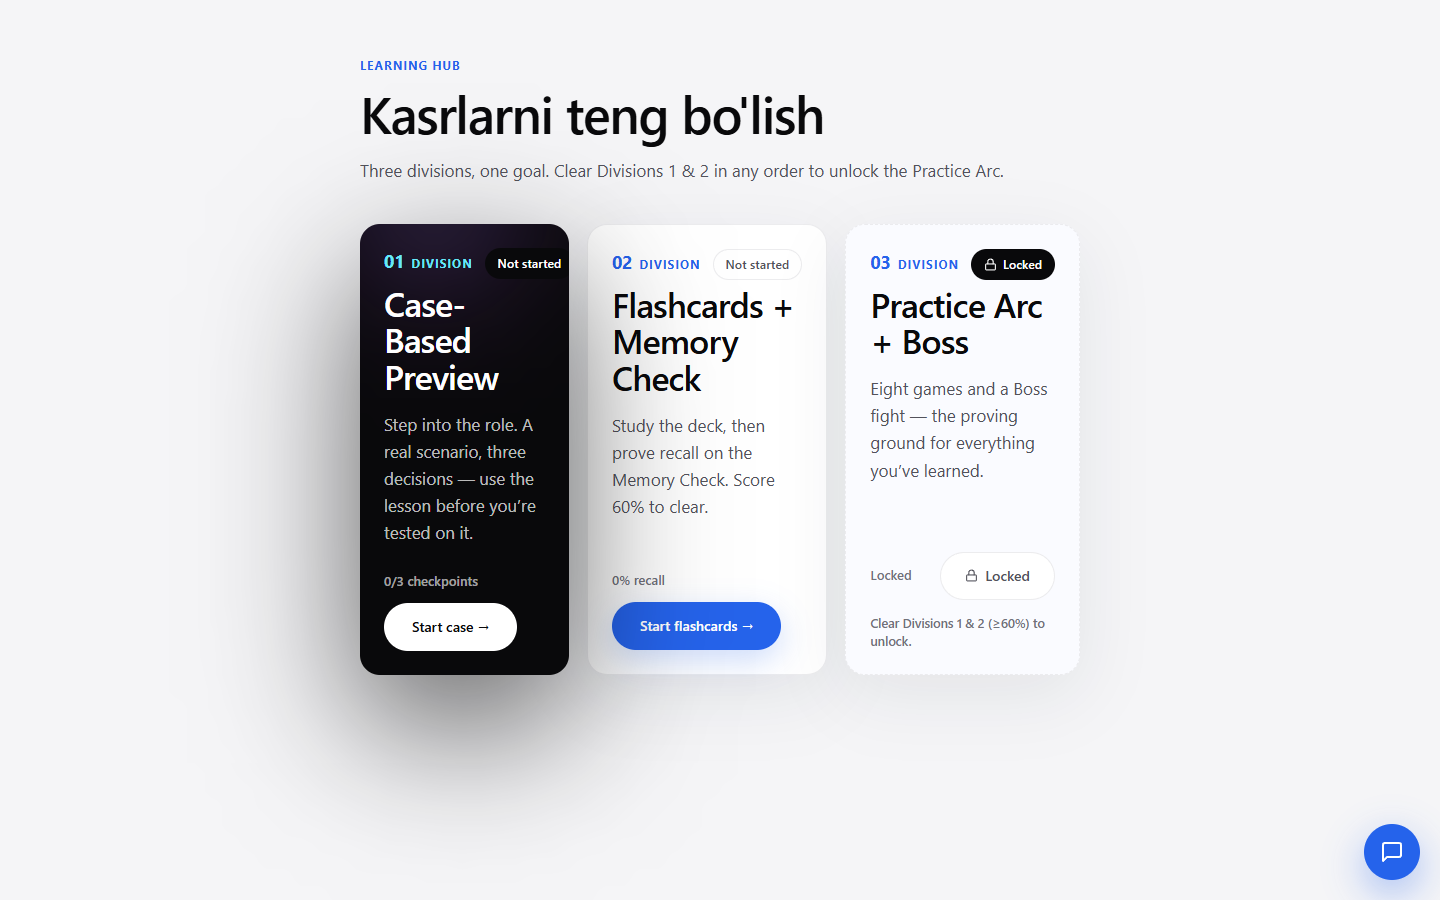 LEARNING HUB
Kasrlarni teng bo'lish
Three divisions, one goal. Clear Divisions 1 & 2 in any order to unlock the Practice Arc.
01 DIVISION Not started
Case-
Based
Preview
Step into the role. A
real scenario, three
decisions — use the
lesson before you’re
tested on it.
0/3 checkpoints
Start case →
02 DIVISION Not started
Flashcards +
Memory
Check
Study the deck, then
prove recall on the
Memory Check. Score
60% to clear.
0% recall
Start flashcards →
03 DIVISION Locked
Practice Arc
+ Boss
Eight games and a Boss
fight — the proving
ground for everything
you’ve learned.
Locked Locked
Clear Divisions 1 & 2 (≥60%) to
unlock.